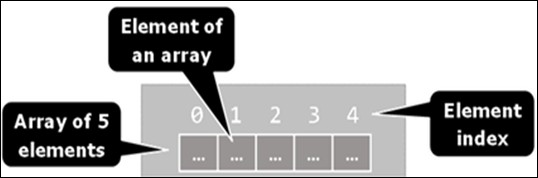 Element of
an array
Array of 5
elements
0 1 2 3 4
... ... ... ... ...
Element
index